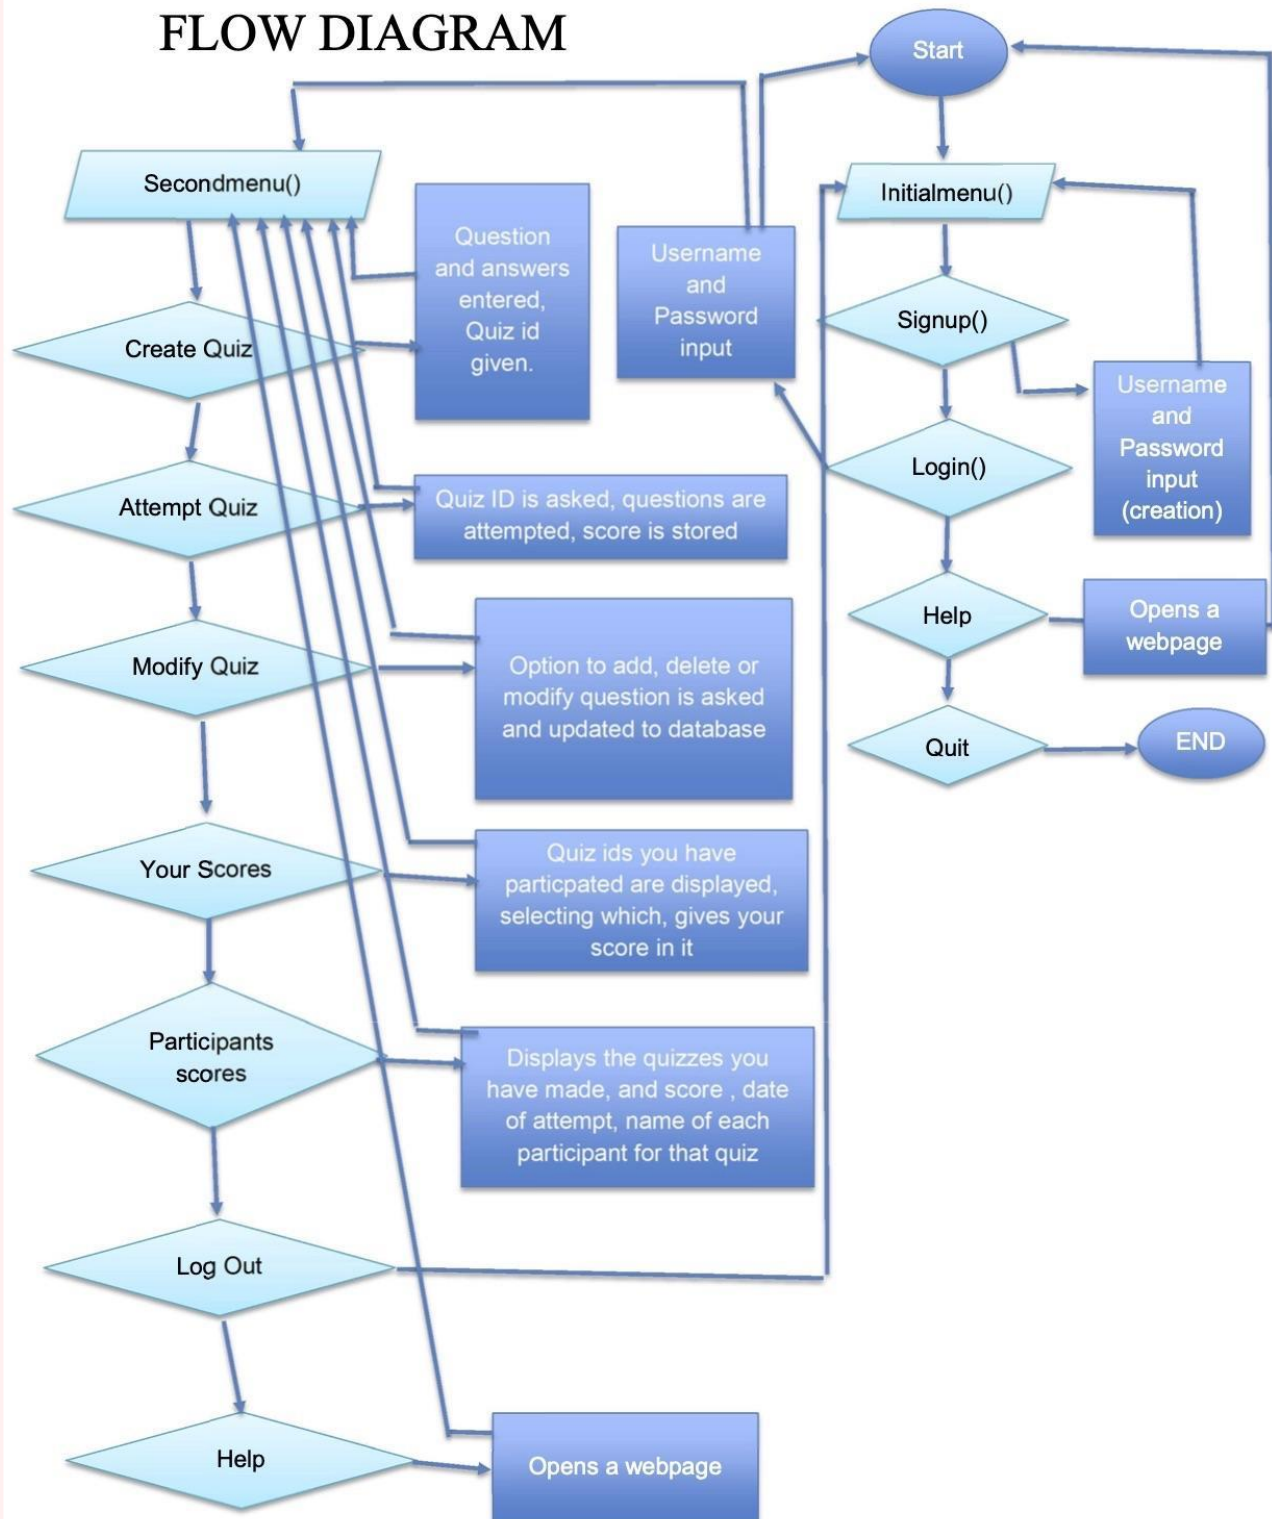 FLOW DIAGRAM
Start
Secondmenu()
Initialmenu()
Question
and answers
entered,
Quiz id
given.
Username
and
Password
input
Signup()
Create Quiz
Username
and
Password
input
(creation)
Login()
Attempt Quiz
Quiz ID is asked, questions are
attempted, score is stored
Help
Opens a
webpage
Modify Quiz
Option to add, delete or
modify question is asked
and updated to database
Quit
END
Your Scores
Quiz ids you have
particpated are displayed,
selecting which, gives your
score in it
Participants
scores
Displays the quizzes you
have made, and score , date
of attempt, name of each
participant for that quiz
Log Out
Help
Opens a webpage